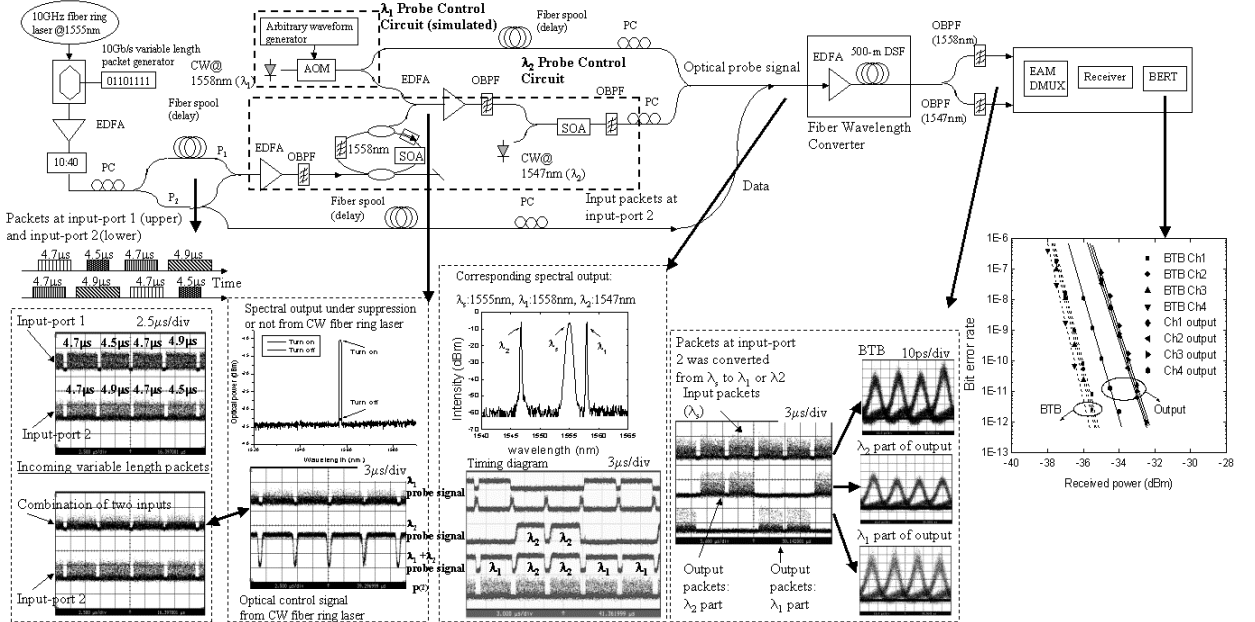 10GHz fiber ring
laser @1555nm
10Gb/s variable length
packet generator
01101111
EDFA
10:40
PC
Fiber spool
(delay)
P1
P2
λ1 Probe Control
Circuit (simulated)
Arbitrary waveform
generator
AOM
CW@
1558nm (λ1)
Fiber spool
(delay)
PC
λ2 Probe Control
Circuit
EDFA
OBPF
OBPF
PC
SOA
CW@
1547nm (λ2)
EDFA
OBPF
1558nm
SOA
Fiber spool
(delay)
PC
Input packets at
input-port 2
Optical probe signal
Data
EDFA
500-m DSF
Fiber Wavelength
Converter
OBPF
(1558nm)
OBPF
(1547nm)
EAM
DMUX
Receiver
BERT
Packets at input-port 1 (upper)
and input-port 2(lower)
4.7μs 4.5μs 4.7μs 4.9μs
Time
4.7μs 4.9μs 4.7μs 4.5μs
Input-port 1
2.5μs/div
4.7μs 4.5μs 4.7μs 4.9μs
4.7μs 4.9μs 4.7μs 4.5μs
Input-port 2
Incoming variable length packets
Combination of two inputs
Input-port 2
Spectral output under suppression
or not from CW fiber ring laser
Optical power (dBm)
Turn on
Turn off
Turn on
Turn off
Wavelength (nm)
3μs/div
Optical control signal
from CW fiber ring laser
Corresponding spectral output:
λs:1555nm, λ1:1558nm, λ2:1547nm
Intensity (dBm)
-10
-20
-30
-40
-50
-60
-70
λ2
λs
λ1
1540 1545 1550 1555 1560 1565
wavelength (nm)
Timing diagram
3μs/div
λ1
probe signal
probe signal
λ1+λ2
probe signal
λ2 λ2
λ1 λ2 λ2 λ1 λ1
Packets at input-port
2 was converted
from λs to λ1 or λ2
Input packets
(λs)
3μs/div
Output
packets:
λ2 part
Output
packets:
λ1 part
BTB
10ps/div
λ2 part of output
λ1 part of output
Bit error rate
1E-6
1E-7
1E-8
1E-9
1E-10
1E-11
1E-12
1E-13
-40 -38 -36 -34 -32 -30 -28
Received power (dBm)
BTB Ch1
BTB Ch2
BTB Ch3
BTB Ch4
Ch1 output
Ch2 output
Ch3 output
Ch4 output
BTB
Output